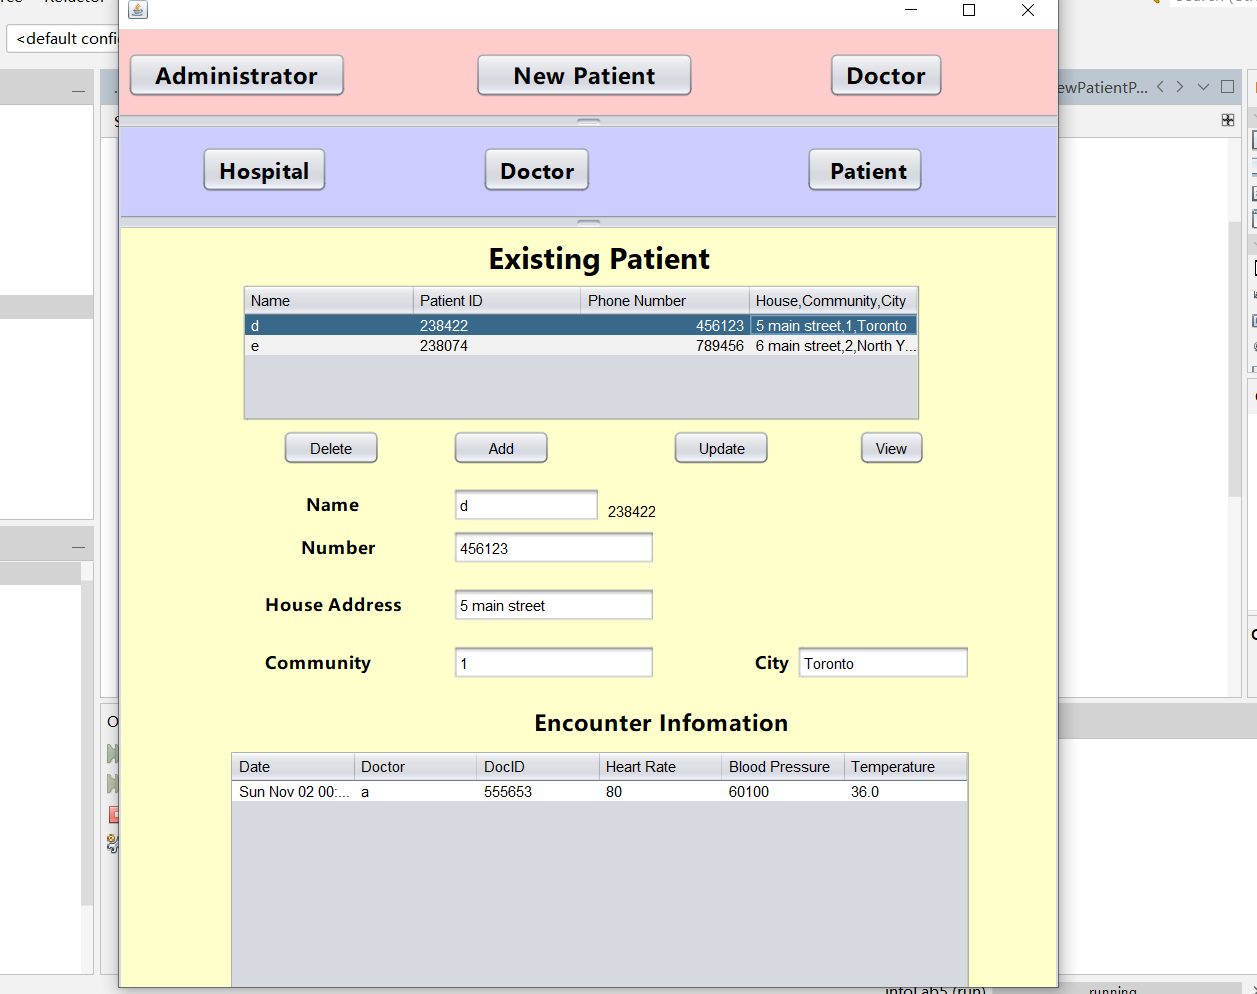 <default confi
Administrator New Patient Doctor
ewPatientP...
Hospital Doctor Patient
Existing Patient
Name Patient ID Phone Number House,Community,City
d 238422 456123 5 main street,1,Toronto
e 238074 789456 6 main street,2,North Y...
Delete Add Update View
Name d 238422
Number 456123
House Address 5 main street
Community 1 City Toronto
Encounter Infomation
Date Doctor DocID Heart Rate Blood Pressure Temperature
Sun Nov 02 00:... a 555653 80 60100 36.0
infoLab5 (run) running...